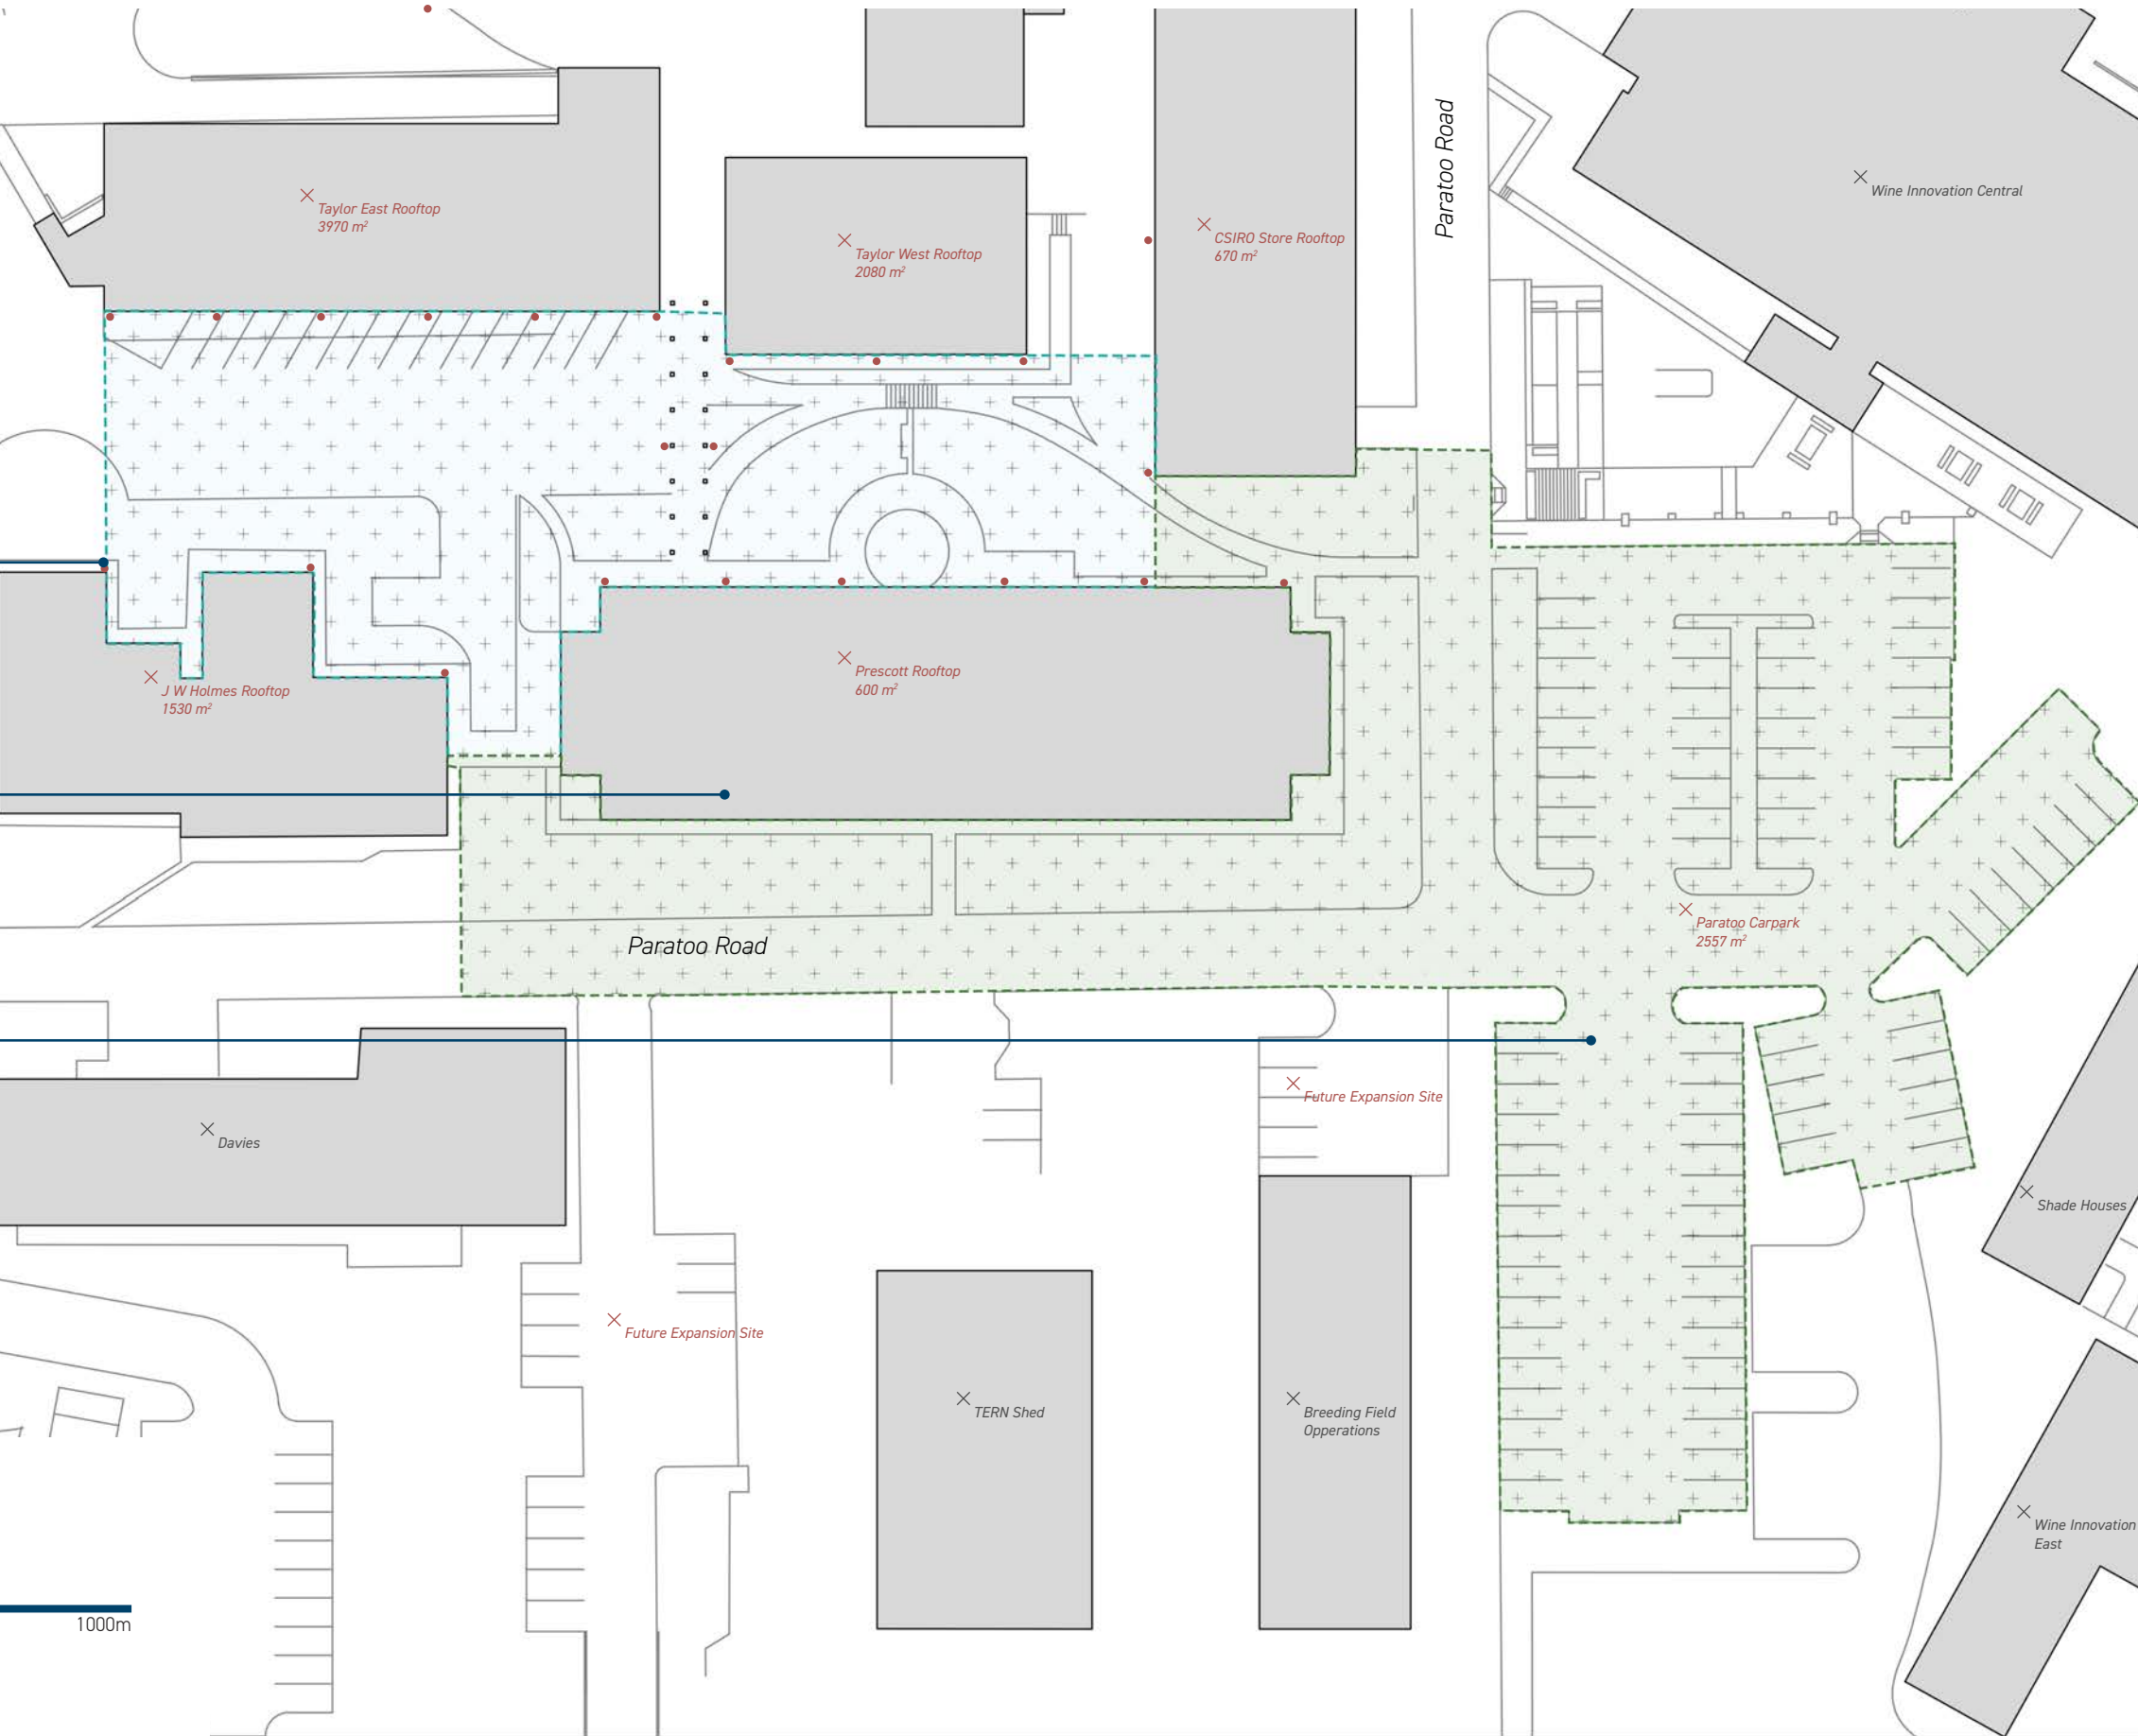 Paratoo Road
Wine Innovation Central
Taylor East Rooftop
3970 m²
Taylor West Rooftop
2080 m²
CSIRO Store Rooftop
670 m²
J W Holmes Rooftop
1530 m²
Prescott Rooftop
600 m²
Paratoo Carpark
2557 m²
Paratoo Road
Future Expansion Site
Davies
Shade Houses
Future Expansion Site
TERN Shed
Breeding Field
Opperations
Wine Innovation
East
1000m